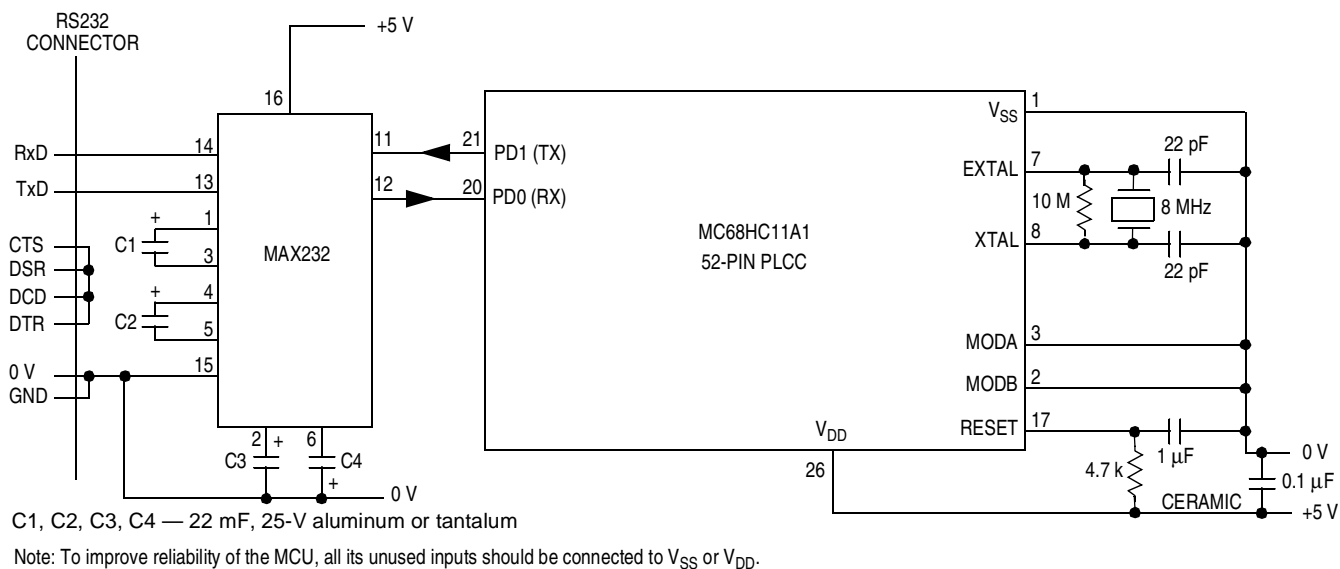 RS232
CONNECTOR
+5 V
16
1
V_SS
RxD
14
11
21
PD1 (TX)
22 pF
EXTAL
7
TxD
13
12
20
PD0 (RX)
10 M
8 MHz
+
1
C1
3
MAX232
MC68HC11A1
52-PIN PLCC
XTAL
8
22 pF
CTS
DSR
DCD
DTR
+
4
C2
5
MODA
3
0 V
GND
15
MODB
2
2
+
6
C3
C4
+
V_DD
26
RESET
17
1 µF
4.7 k
0 V
0.1 µF
CERAMIC
+5 V
0 V
C1, C2, C3, C4 — 22 mF, 25-V aluminum or tantalum
Note: To improve reliability of the MCU, all its unused inputs should be connected to V_SS or V_DD.